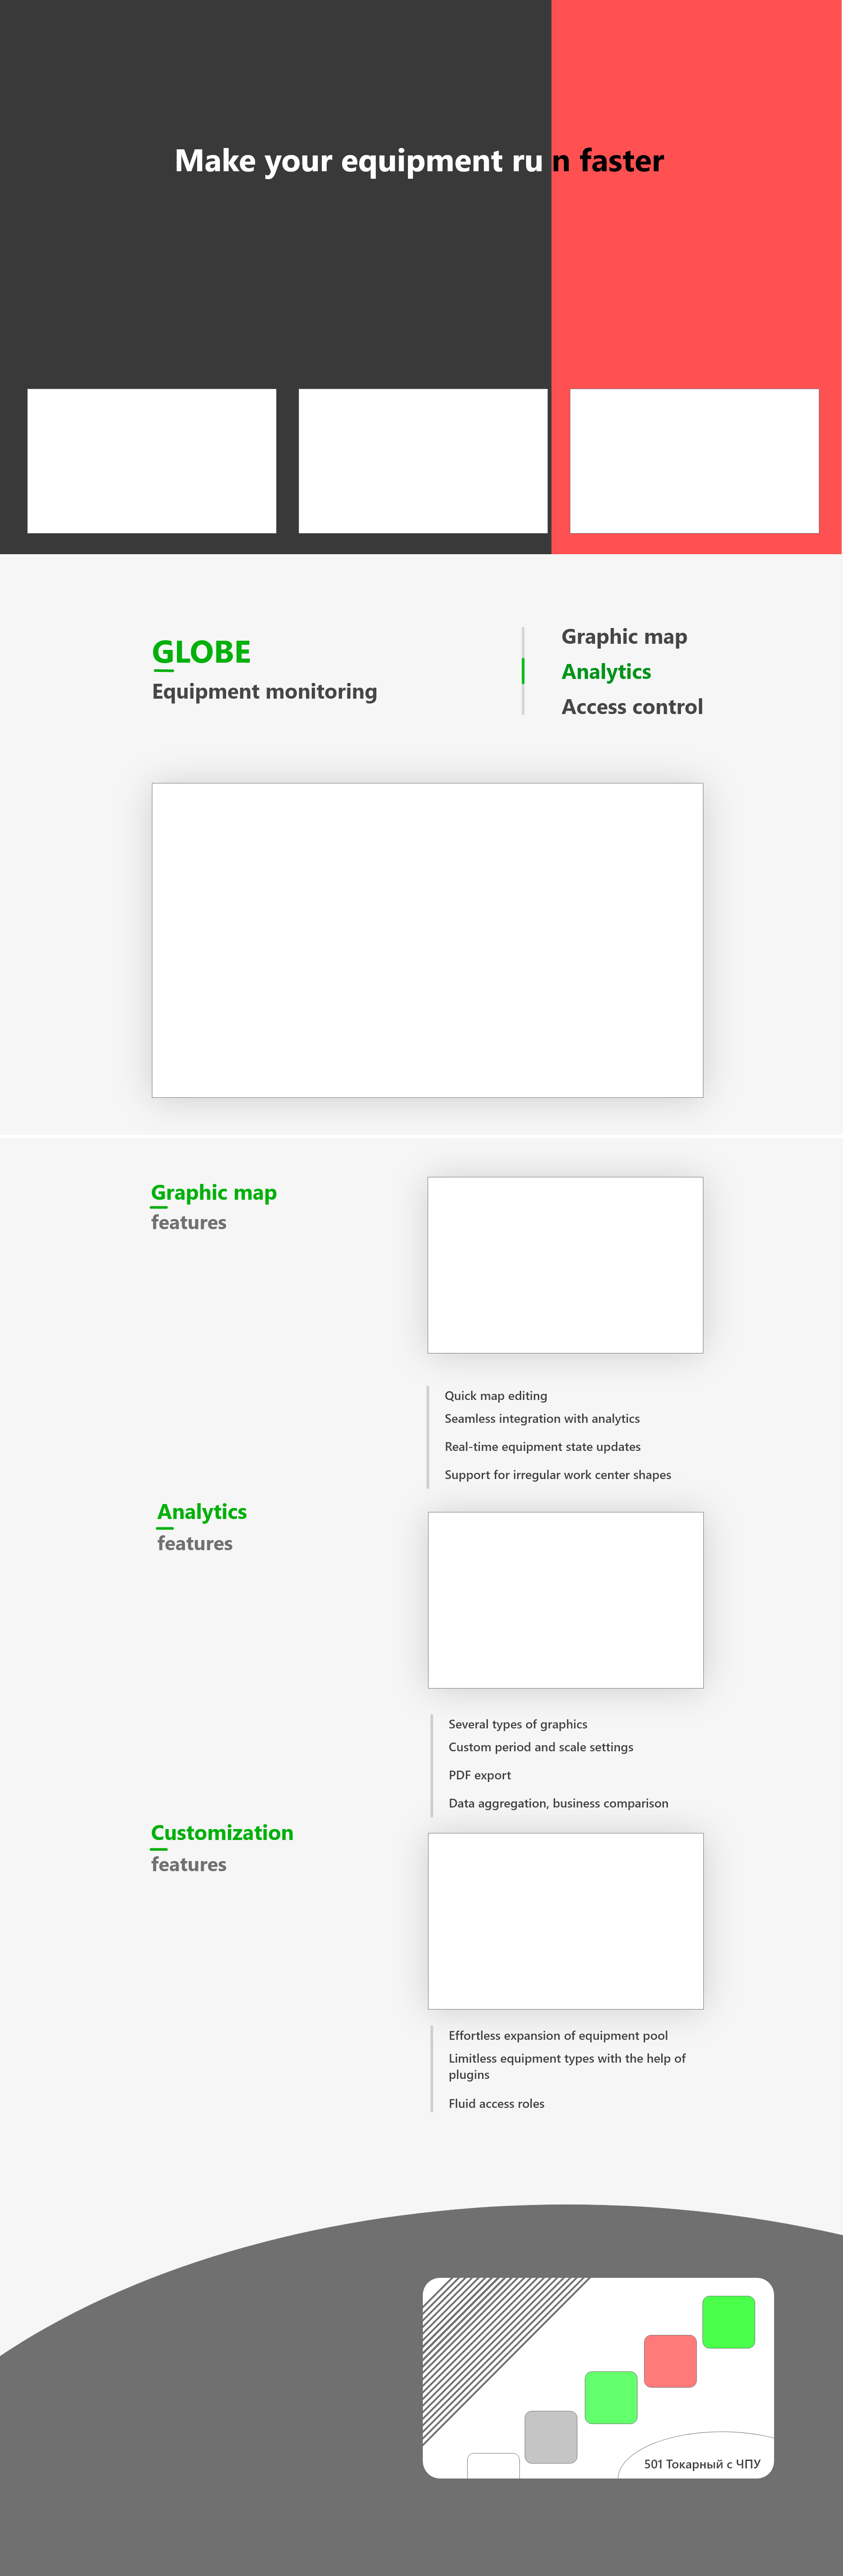 Make your equipment run faster
GLOBE
Equipment monitoring
Graphic map
Analytics
Access control
Graphic map
features
Quick map editing
Seamless integration with analytics
Real-time equipment state updates
Support for irregular work center shapes
Analytics
features
Several types of graphics
Custom period and scale settings
PDF export
Data aggregation, business comparison
Customization
features
Effortless expansion of equipment pool
Limitless equipment types with the help of
plugins
Fluid access roles
501 Токарный с ЧПУ